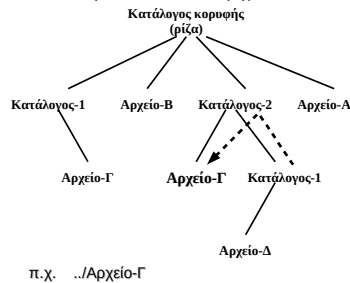 Κατάλογος κορυφής
(ρίζα)
Κατάλογος-1 Αρχείο-Β Κατάλογος-2 Αρχείο-Α
Αρχείο-Γ Αρχείο-Γ Κατάλογος-1
Αρχείο-Δ
π.χ. ../Αρχείο-Γ